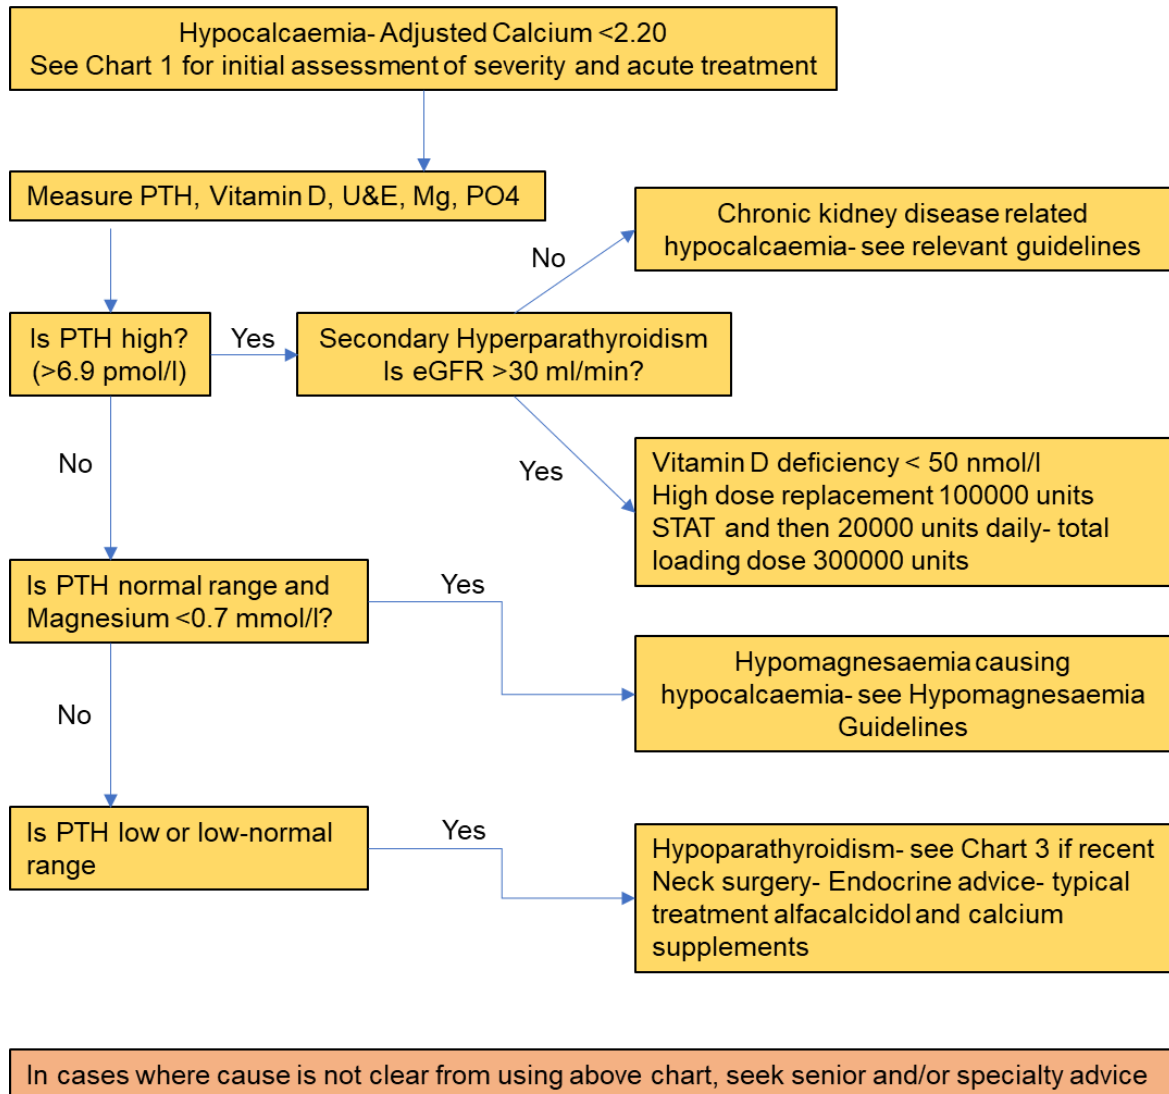 Hypocalcaemia- Adjusted Calcium <2.20
See Chart 1 for initial assessment of severity and acute treatment
Measure PTH, Vitamin D, U&E, Mg, PO4
Chronic kidney disease related
hypocalcaemia- see relevant guidelines
No
Is PTH high?
(>6.9 pmol/l)
Yes
Secondary Hyperparathyroidism
Is eGFR >30 ml/min?
No
Yes
Vitamin D deficiency < 50 nmol/l
High dose replacement 100000 units
STAT and then 20000 units daily- total
loading dose 300000 units
Is PTH normal range and
Magnesium <0.7 mmol/l?
Yes
Hypomagnesaemia causing
hypocalcaemia- see Hypomagnesaemia
Guidelines
No
Is PTH low or low-normal
range
Yes
Hypoparathyroidism- see Chart 3 if recent
Neck surgery- Endocrine advice- typical
treatment alfacalcidol and calcium
supplements
In cases where cause is not clear from using above chart, seek senior and/or specialty advice